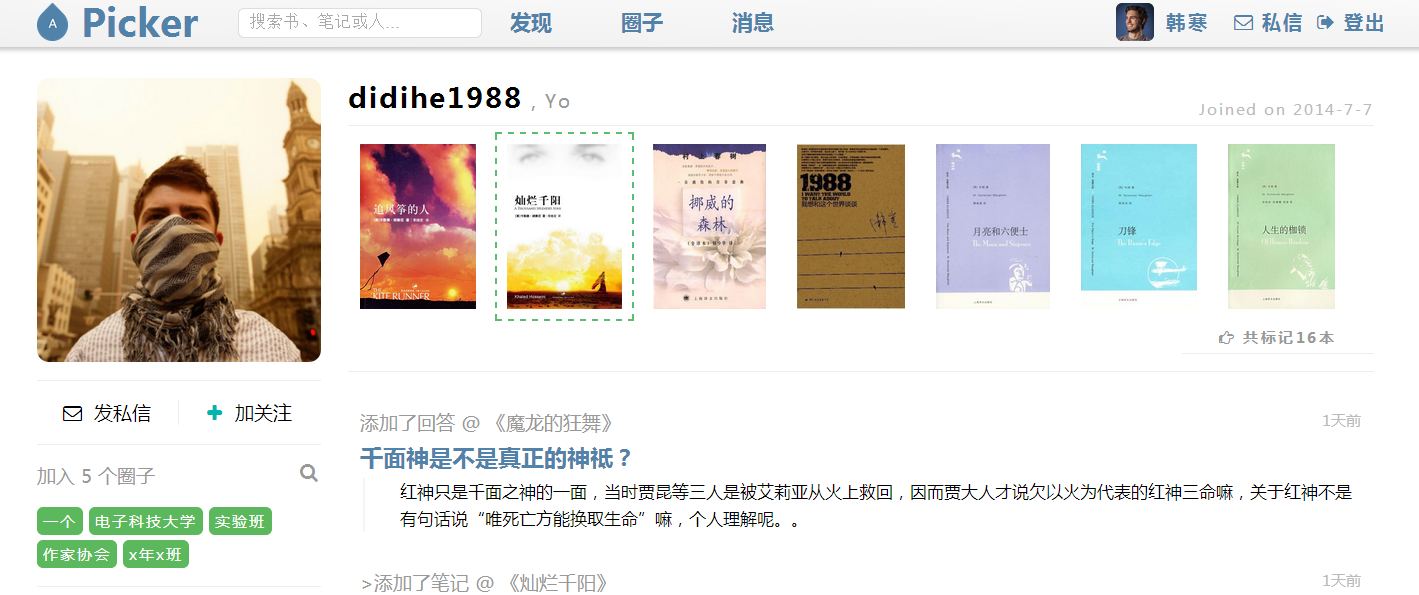 A Picker
搜索书、笔记或人...
发现
圈子
消息
韩寒
私信
登出
didihe1988 , Yo
Joined on 2014-7-7
追风筝的人
THE KITE RUNNER
灿烂千阳
A THOUSAND SPLENDID SUNS
Khaled Hosseini
村上春树
挪威的
森林
1988
I WANT THE WORLD
TO TALK ABOUT
我想和这个世界谈谈
月亮和六便士
The Moon and Sixpence
刀锋
The Razor's Edge
人生的枷锁
Of Human Bondage
共标记16本
发私信
加关注
加入 5 个圈子
一个
电子科技大学
实验班
作家协会
x年x班
添加了回答 @ 《魔龙的狂舞》
1天前
千面神是不是真正的神祗？
红神只是千面之神的一面，当时贾昆等三人是被艾莉亚从火上救回，因而贾大人才说欠以火为代表的红神三命嘛，关于红神不是
有句话说“唯死亡方能换取生命”嘛，个人理解呢。。
>添加了笔记 @ 《灿烂千阳》
1天前